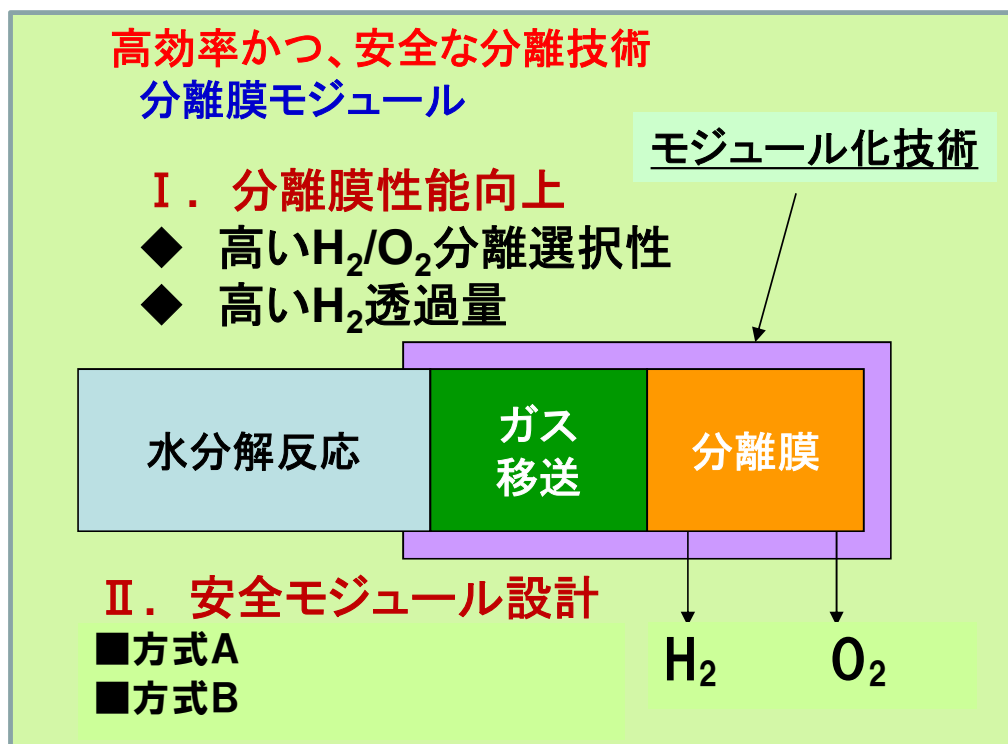 高効率かつ、安全な分離技術
分離膜モジュール
モジュール化技術
Ⅰ. 分離膜性能向上
◆ 高いH₂/O₂分離選択性
◆ 高いH₂透過量
水分解反応
ガス
移送
分離膜
Ⅱ. 安全モジュール設計
■方式A
■方式B
H₂
O₂